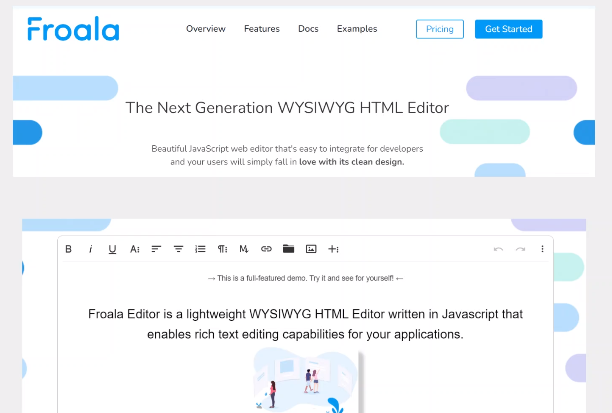 Froala
Overview Features Docs Examples Pricing Get Started
The Next Generation WYSIWYG HTML Editor
Beautiful JavaScript web editor that's easy to integrate for developers
and your users will simply fall in love with its clean design.
B i U A
→ This is a full-featured demo. Try it and see for yourself! ←
Froala Editor is a lightweight WYSIWYG HTML Editor written in Javascript that
enables rich text editing capabilities for your applications.